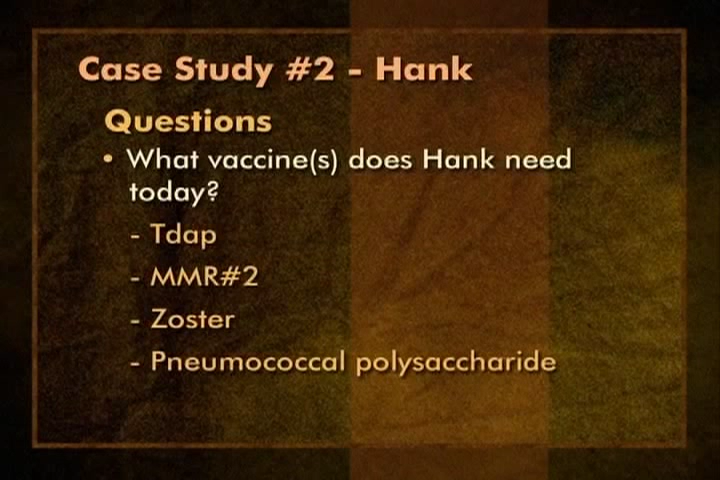 Case Study #2 - Hank
Questions
• What vaccine(s) does Hank need
today?
- Tdap
- MMR#2
- Zoster
- Pneumococcal polysaccharide